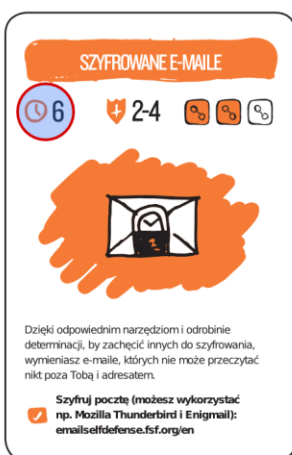 SZYFROWANE E-MAILE
6 2-4
Dzięki odpowiednim narzędziom i odrobinie
determinacji, by zachęcić innych do szyfrowania,
wymieniasz e-maile, których nie może przeczytać
nikt poza Tobą i adresatem.
Szyfruj pocztę (możesz wykorzystać
np. Mozilla Thunderbird i Enigmail):
emailselfdefense.fsf.org/en